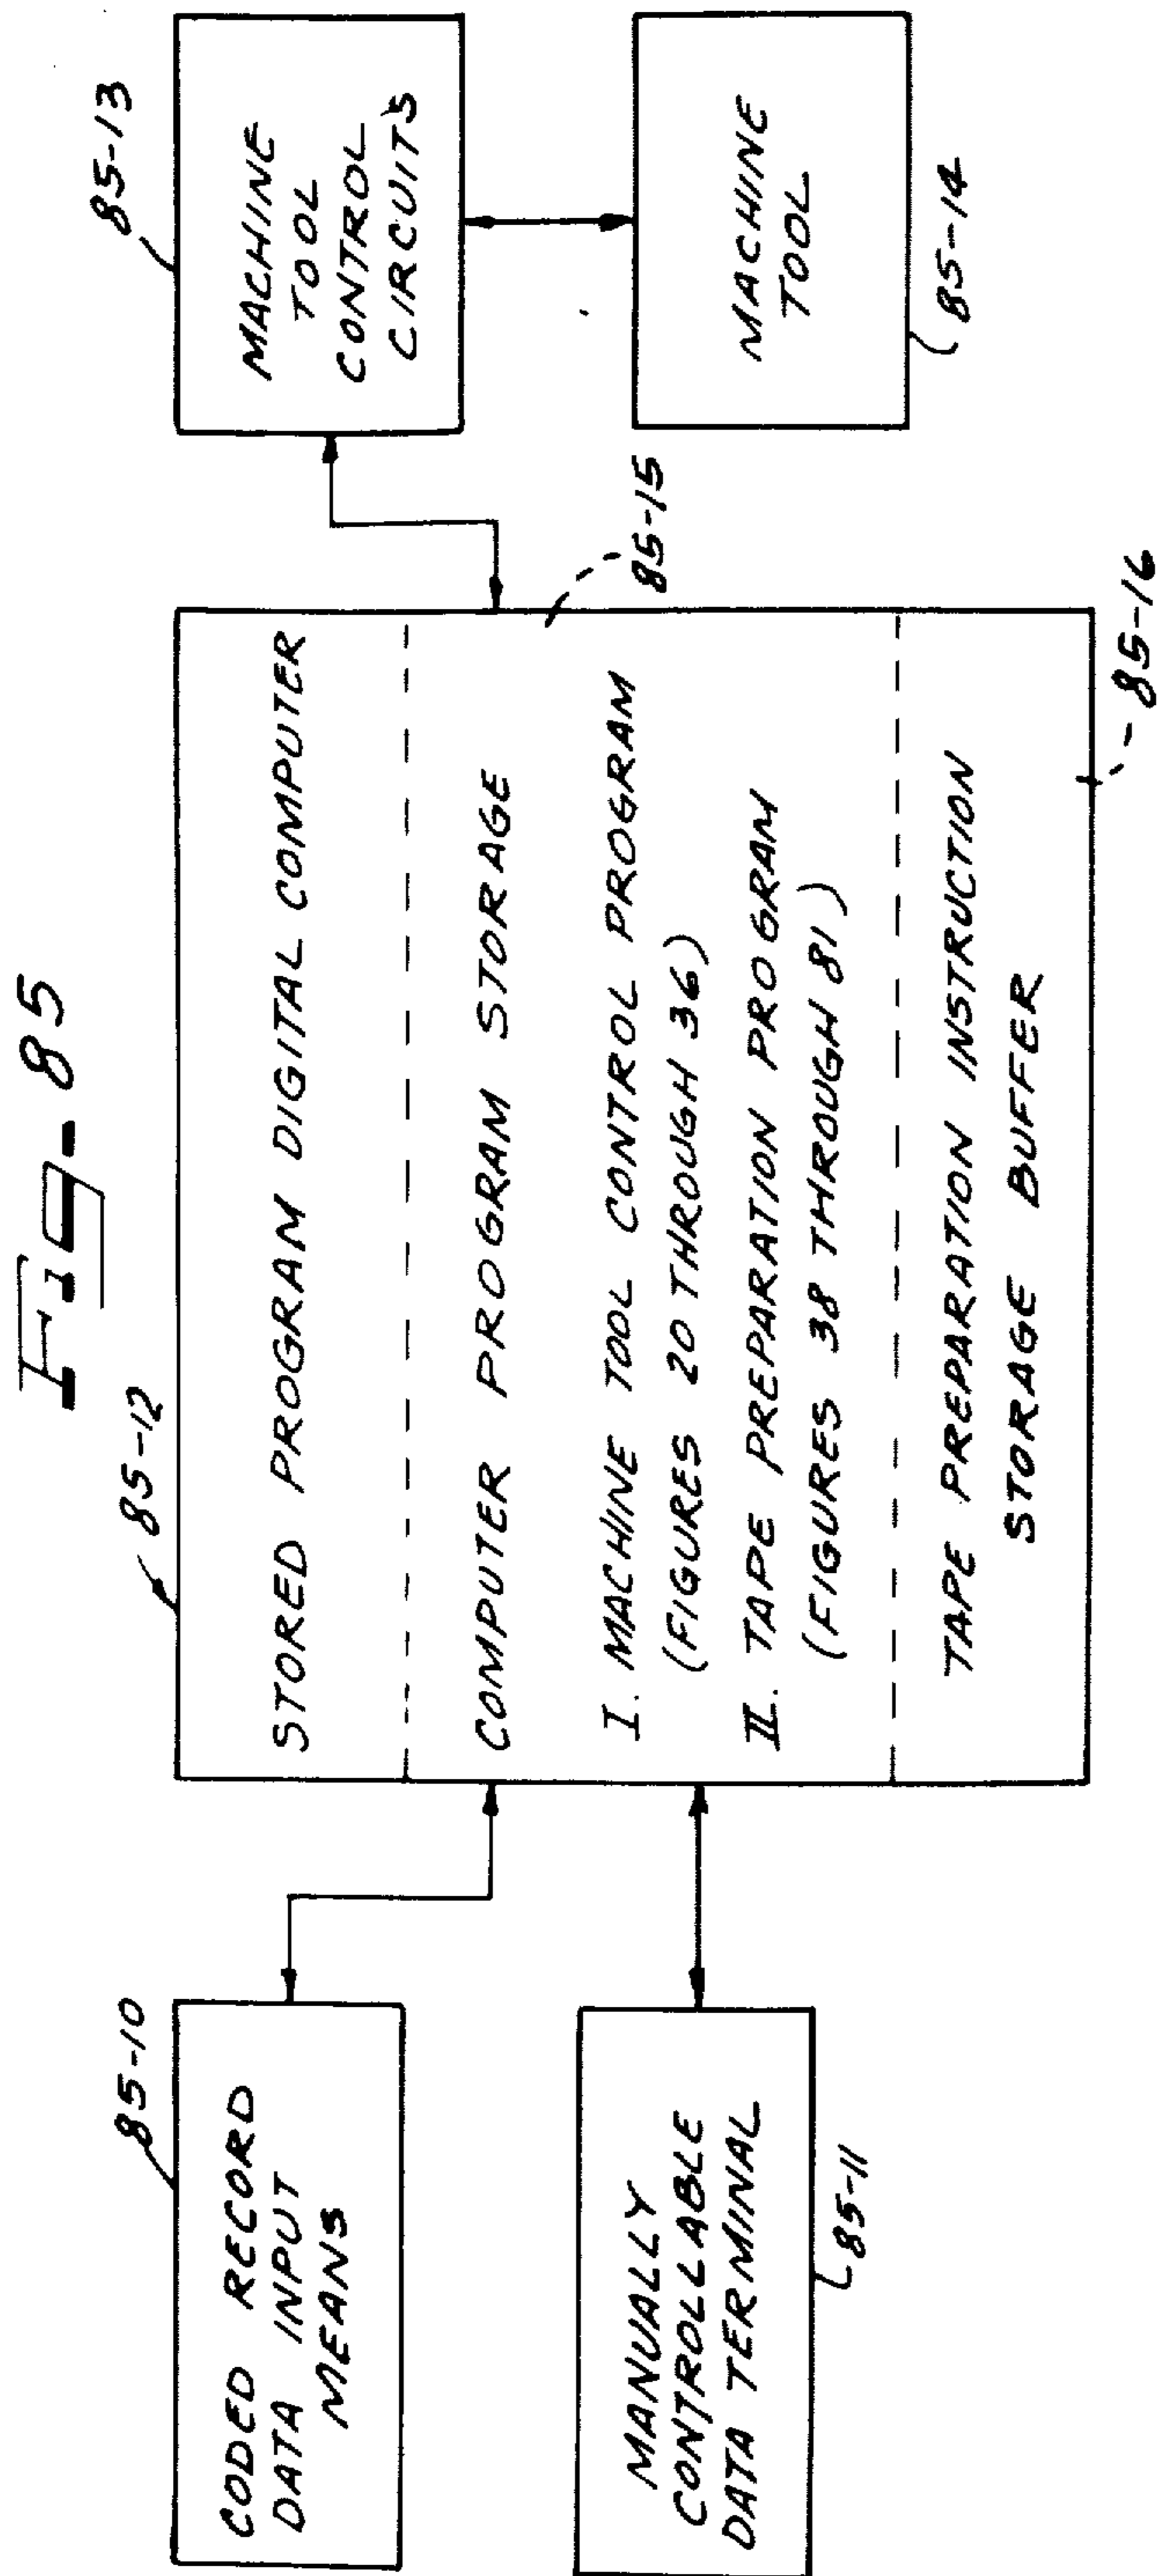 Fig-85
85-10
CODED RECORD
DATA INPUT
MEANS
MANUALLY
CONTROLLABLE
DATA TERMINAL
85-11
85-12
STORED PROGRAM DIGITAL COMPUTER
COMPUTER PROGRAM STORAGE
I. MACHINE TOOL CONTROL PROGRAM
(FIGURES 20 THROUGH 36)
II. TAPE PREPARATION PROGRAM
(FIGURES 38 THROUGH 81)
TAPE PREPARATION INSTRUCTION
STORAGE BUFFER
85-15
85-16
85-13
MACHINE
TOOL
CONTROL
CIRCUITS
MACHINE
TOOL
85-14